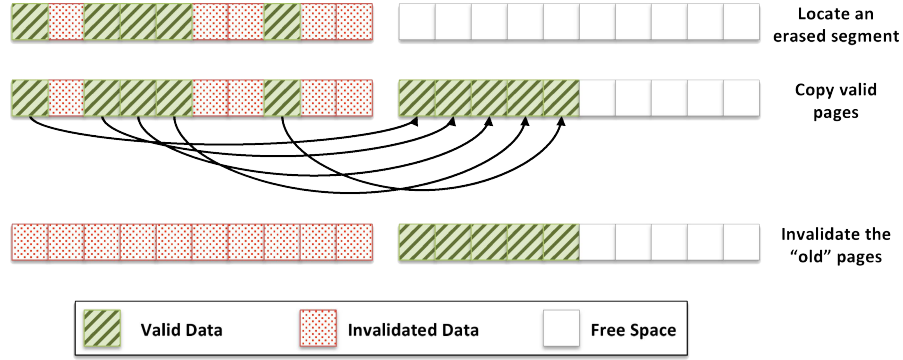 Locate an
erased segment
Copy valid
pages
Invalidate the
“old” pages
Valid Data
Invalidated Data
Free Space